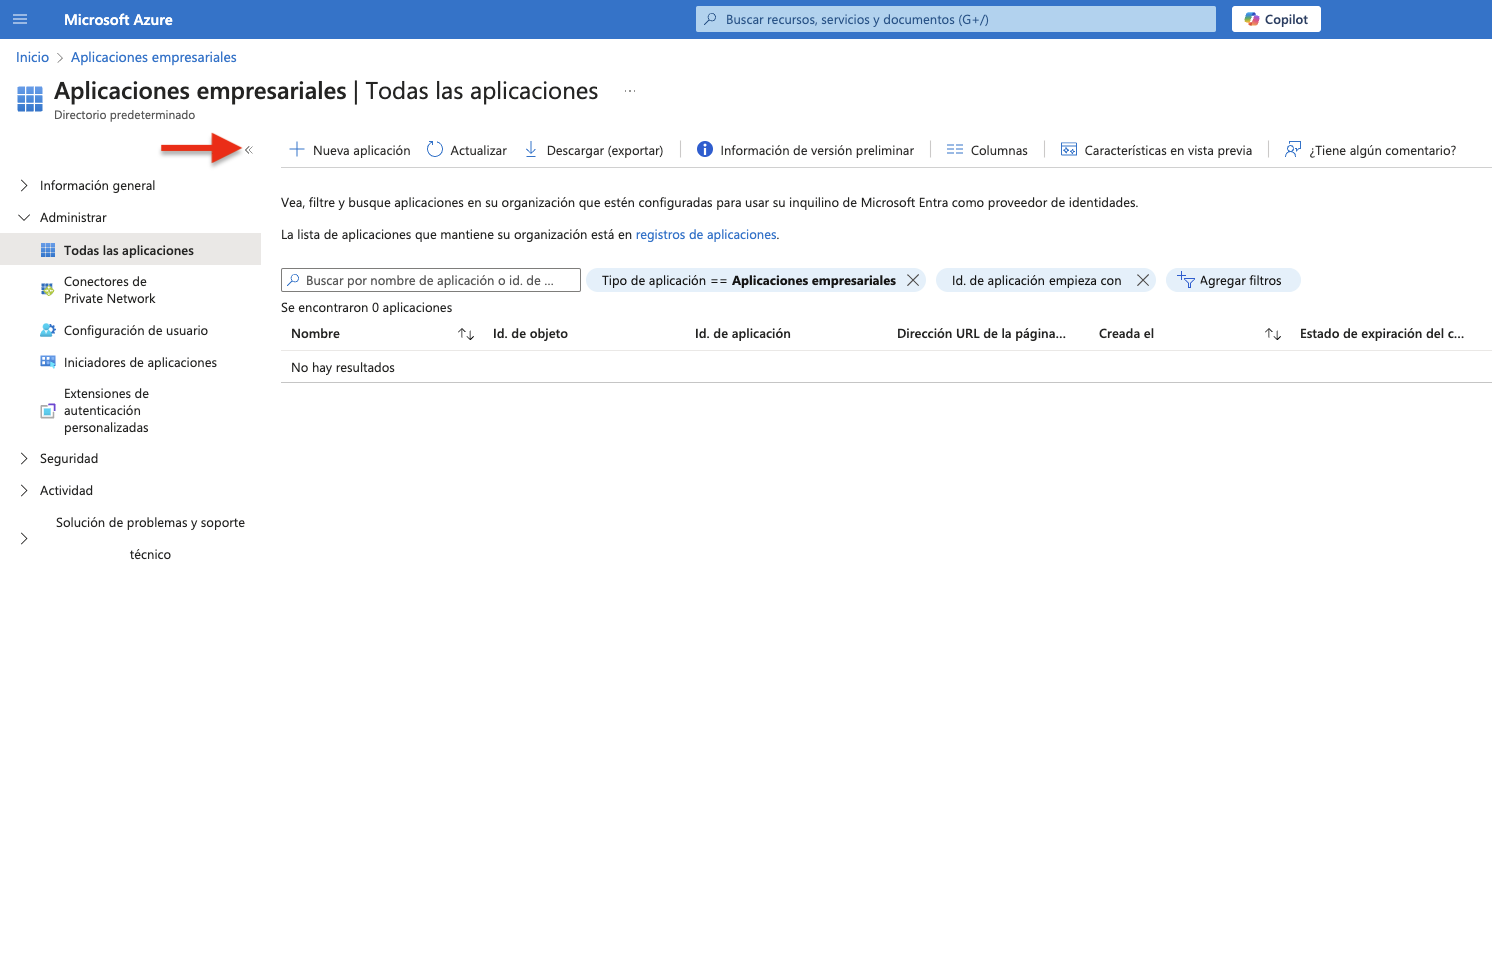 Microsoft Azure
Buscar recursos, servicios y documentos (G+/)
Copilot
Inicio > Aplicaciones empresariales
Aplicaciones empresariales | Todas las aplicaciones ...
Directorio predeterminado
«
Nueva aplicación
Actualizar
Descargar (exportar)
Información de versión preliminar
Columnas
Características en vista previa
¿Tiene algún comentario?
Información general
Administrar
Todas las aplicaciones
Conectores de
Private Network
Configuración de usuario
Iniciadores de aplicaciones
Extensiones de
autenticación
personalizadas
Seguridad
Actividad
Solución de problemas y soporte
técnico
Vea, filtre y busque aplicaciones en su organización que estén configuradas para usar su inquilino de Microsoft Entra como proveedor de identidades.
La lista de aplicaciones que mantiene su organización está en registros de aplicaciones.
Buscar por nombre de aplicación o id. de ...
Tipo de aplicación == Aplicaciones empresariales
Id. de aplicación empieza con
Agregar filtros
Se encontraron 0 aplicaciones
Nombre
Id. de objeto
Id. de aplicación
Dirección URL de la página...
Creada el
Estado de expiración del c...
No hay resultados